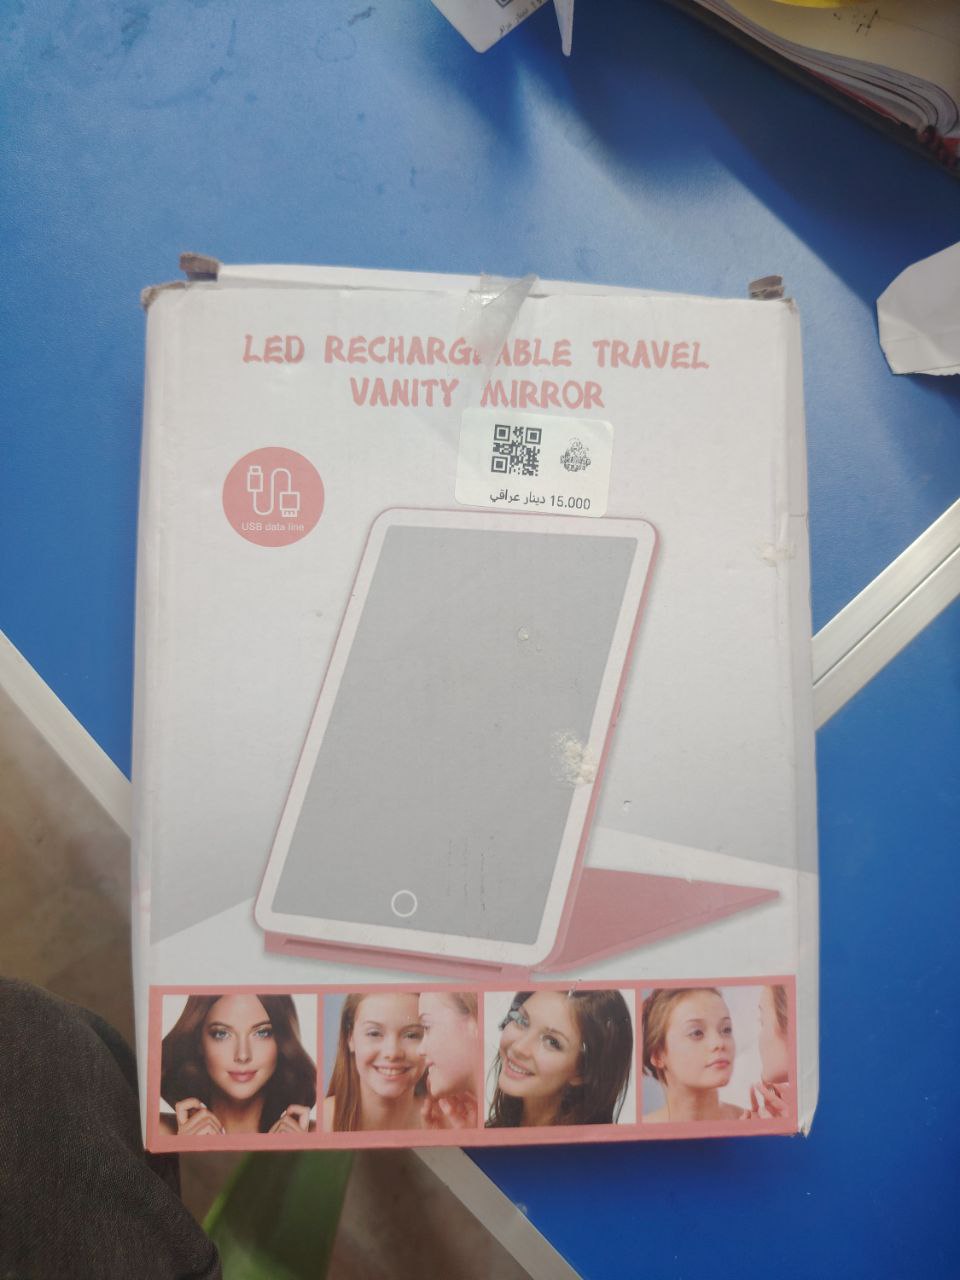 LED RECHARGEABLE TRAVEL
VANITY MIRROR
15.000 دينار عراقي
USB data line